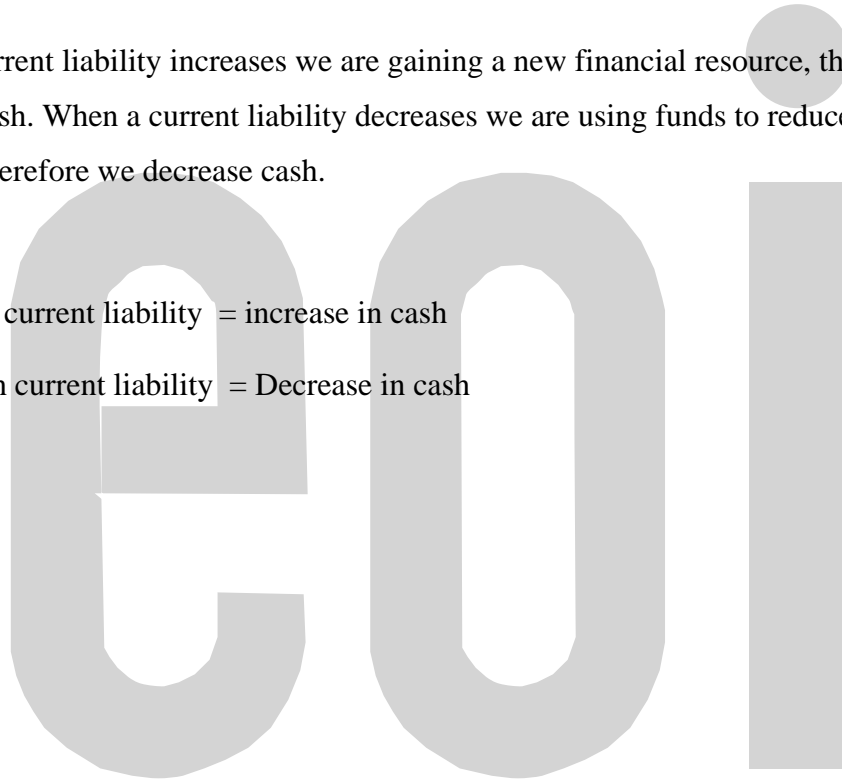 rrent liability increases we are gaining a new financial resource, th
sh. When a current liability decreases we are using funds to reduce
erefore we decrease cash.
current liability = increase in cash
n current liability = Decrease in cash
eoi